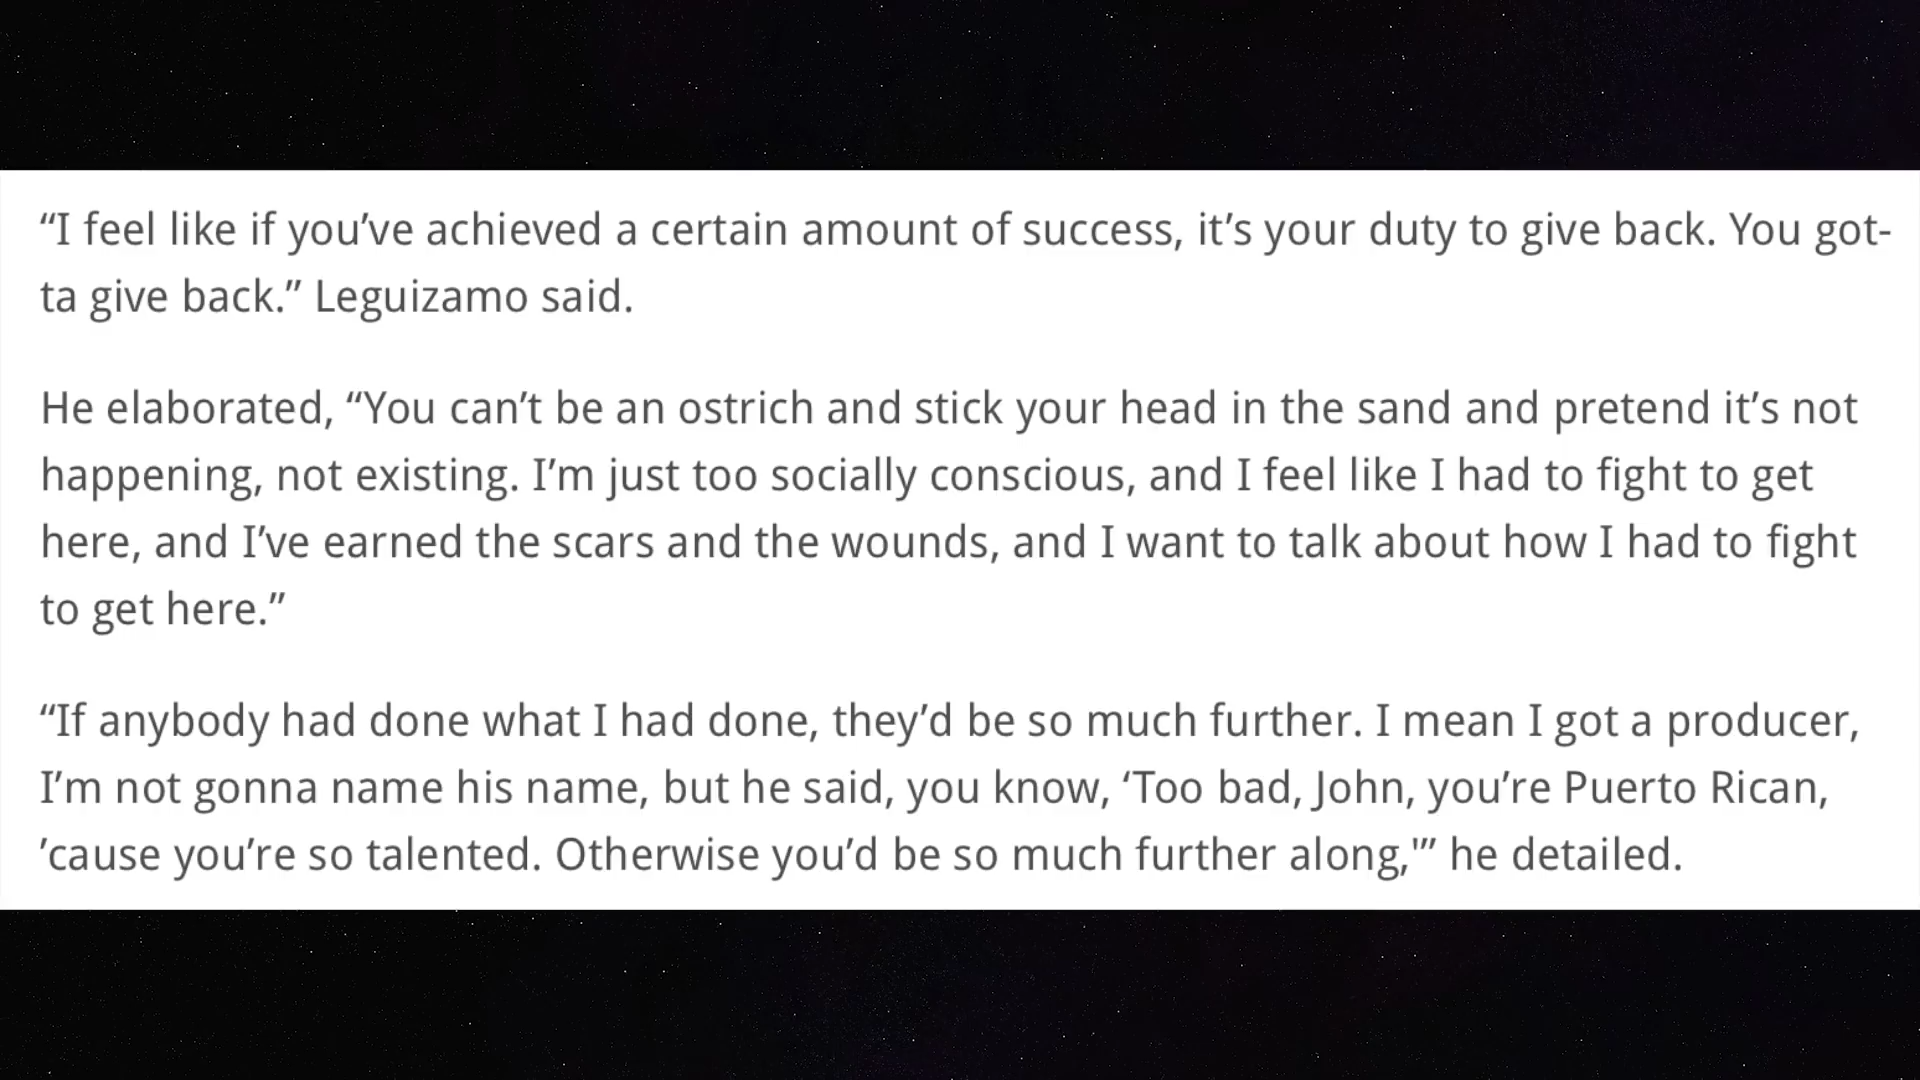 “I feel like if you’ve achieved a certain amount of success, it’s your duty to give back. You got-
ta give back.” Leguizamo said.
He elaborated, “You can’t be an ostrich and stick your head in the sand and pretend it’s not
happening, not existing. I’m just too socially conscious, and I feel like I had to fight to get
here, and I’ve earned the scars and the wounds, and I want to talk about how I had to fight
to get here.”
“If anybody had done what I had done, they’d be so much further. I mean I got a producer,
I’m not gonna name his name, but he said, you know, ‘Too bad, John, you’re Puerto Rican,
’cause you’re so talented. Otherwise you’d be so much further along,'” he detailed.